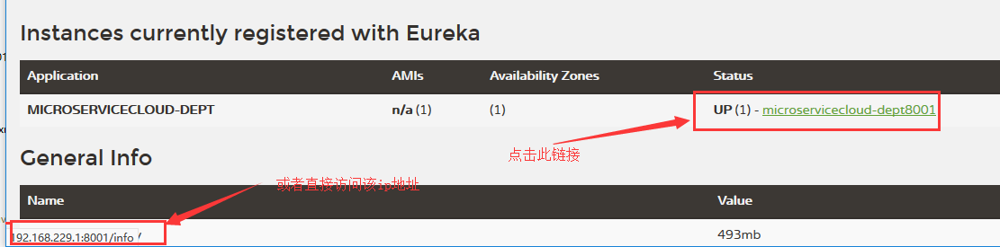 Instances currently registered with Eureka
Application AMIs Availability Zones Status
MICROSERVICECLOUD-DEPT n/a (1) (1) UP (1) - microservicecloud-dept8001
点击此链接
General Info
或者直接访问该ip地址
Name Value
192.168.229.1:8001/info 493mb